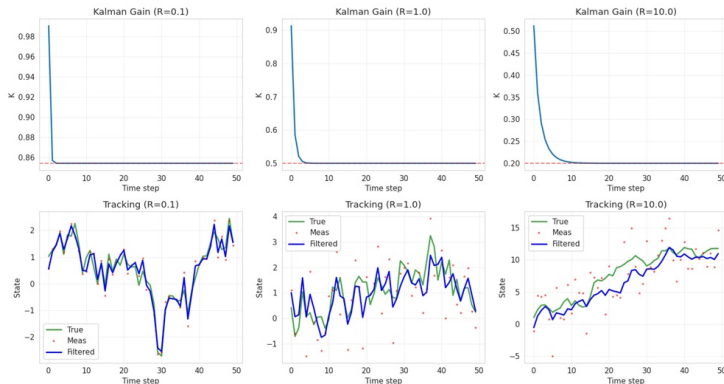 Kalman Gain (R=0.1)
K
0.98
0.96
0.94
0.92
0.90
0.88
0.86
0 10 20 30 40 50
Time step
Kalman Gain (R=1.0)
K
0.9
0.8
0.7
0.6
0.5
0 10 20 30 40 50
Time step
Kalman Gain (R=10.0)
K
0.50
0.45
0.40
0.35
0.30
0.25
0.20
0 10 20 30 40 50
Time step
Tracking (R=0.1)
State
2
1
0
−1
−2
True
Meas
Filtered
0 10 20 30 40 50
Time step
Tracking (R=1.0)
State
4
3
2
1
0
−1
True
Meas
Filtered
0 10 20 30 40 50
Time step
Tracking (R=10.0)
State
15
10
5
0
−5
True
Meas
Filtered
0 10 20 30 40 50
Time step